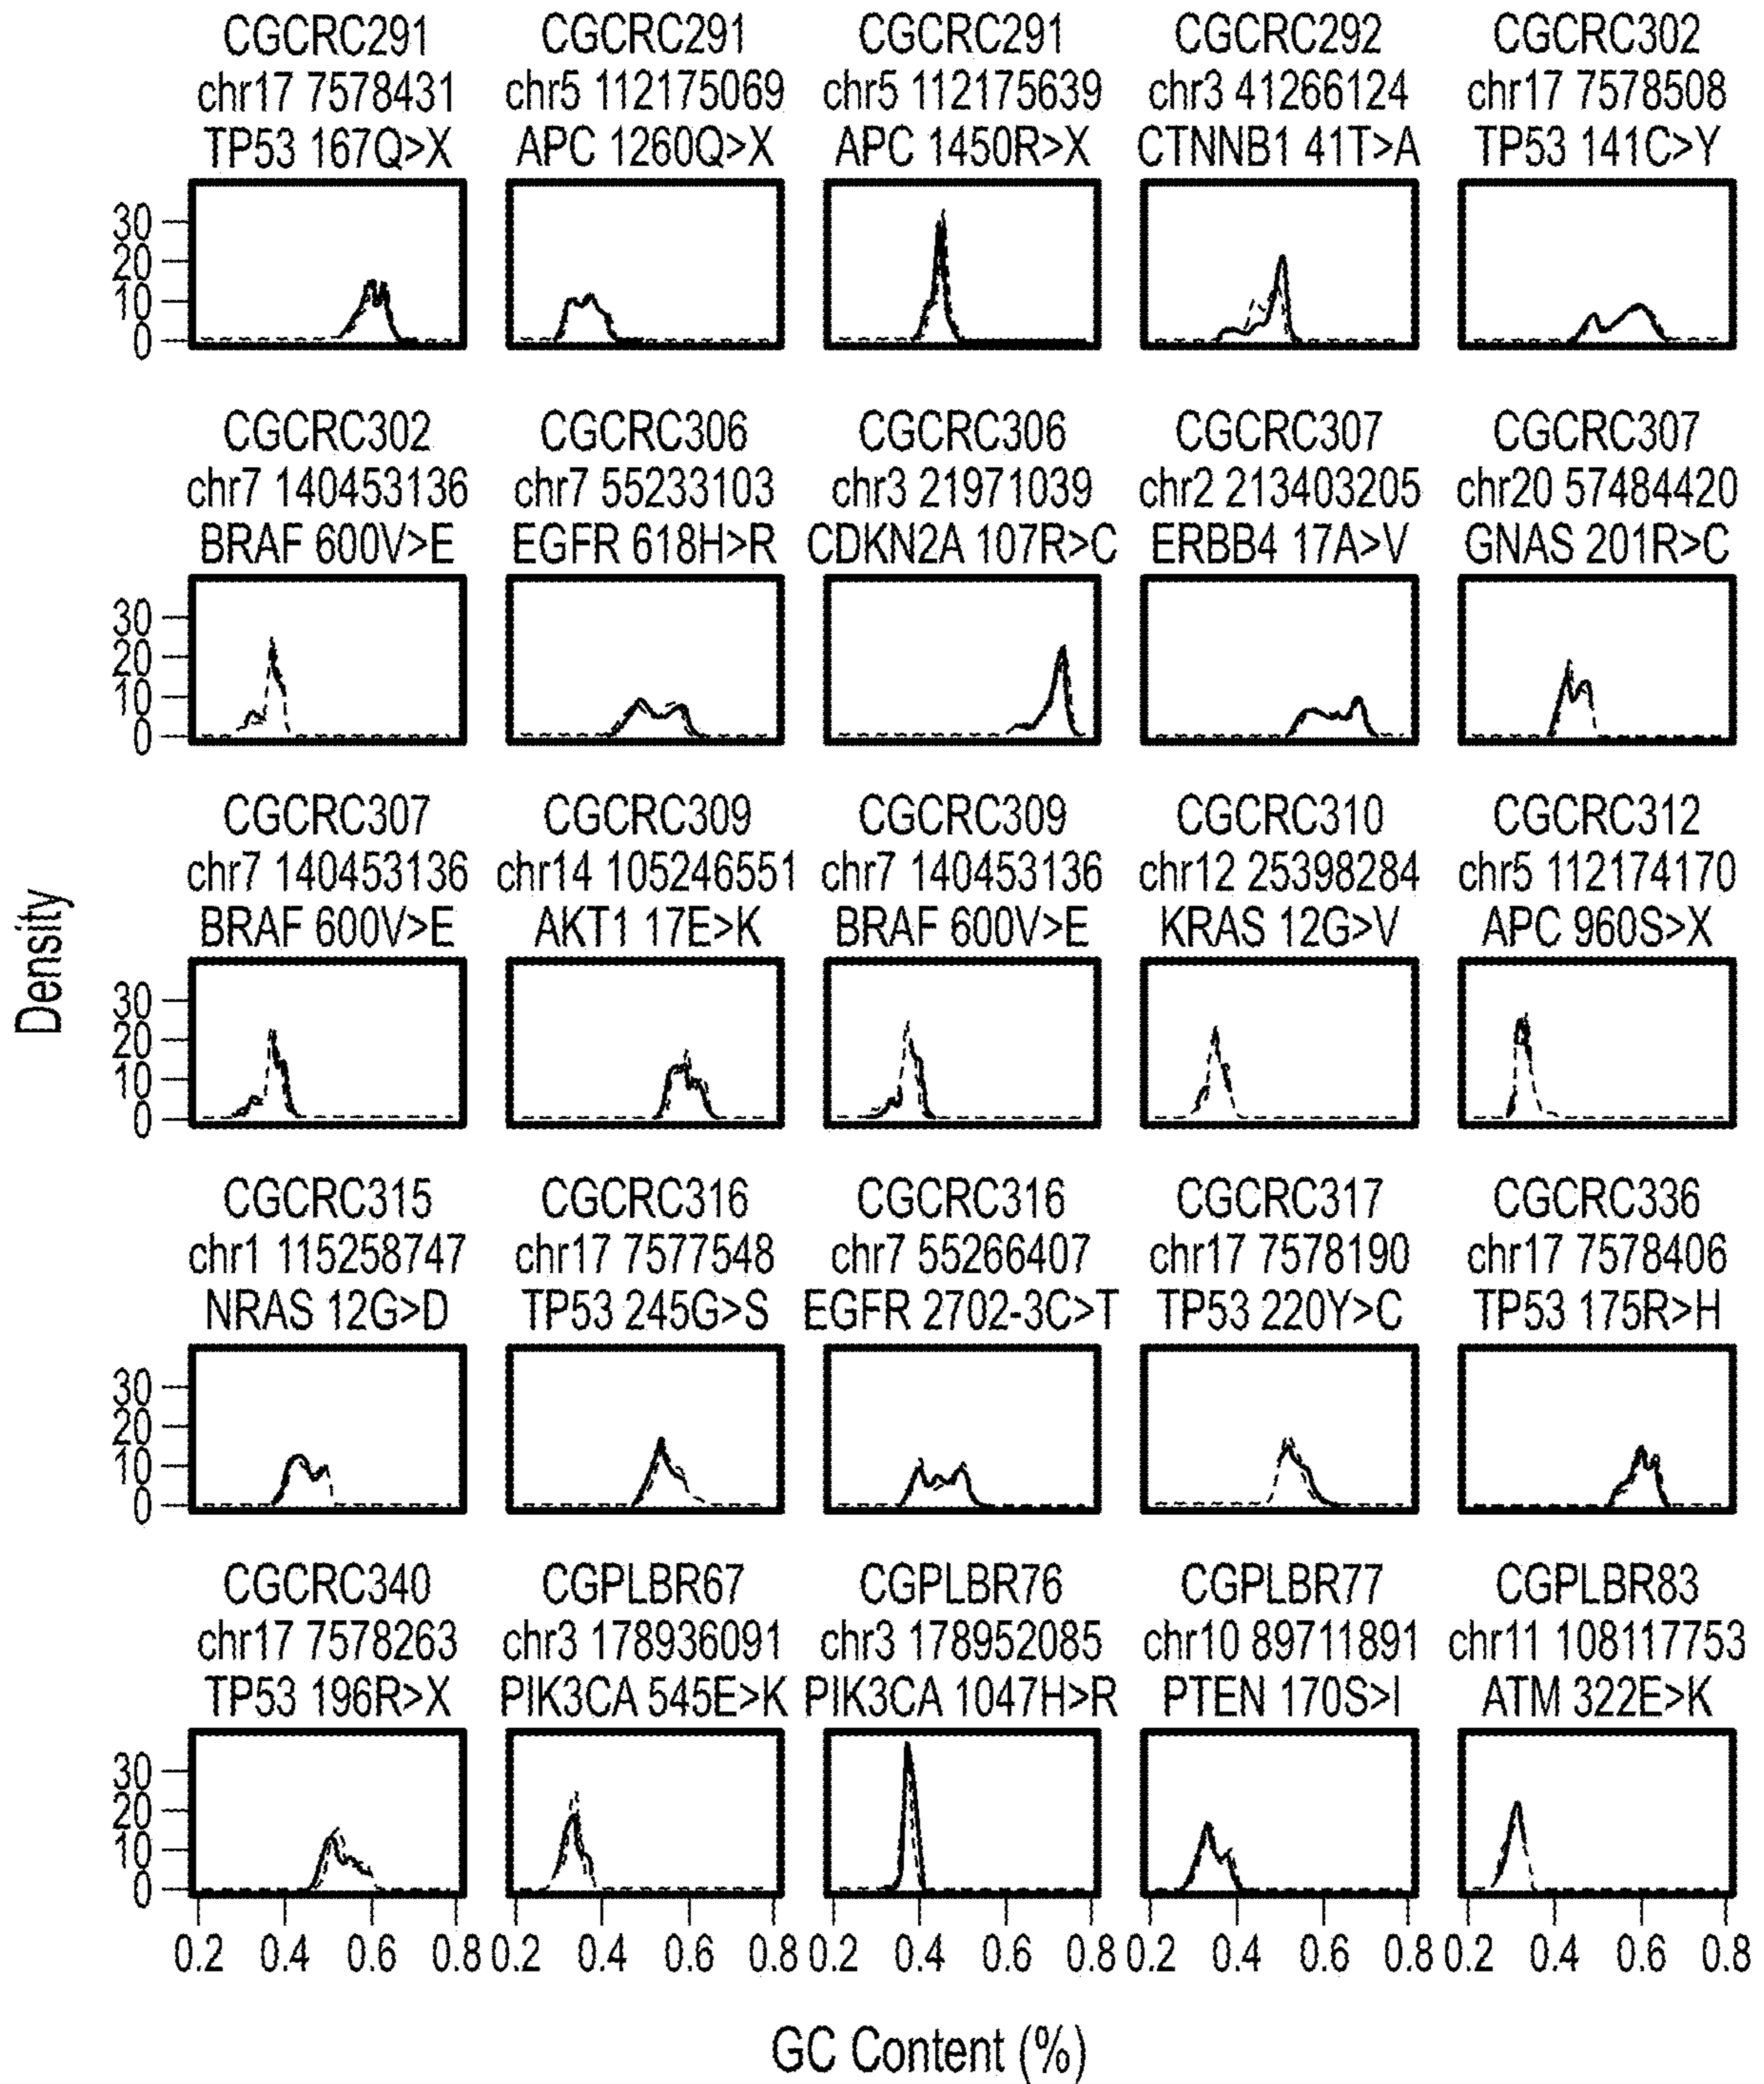 CGCRC291 CGCRC291 CGCRC291 CGCRC292 CGCRC302
chr17 7578431 chr5 112175069 chr5 112175639 chr3 41266124 chr17 7578508
TP53 167Q>X APC 1260Q>X APC 1450R>X CTNNB1 41T>A TP53 141C>Y
30
20
10
0
CGCRC302 CGCRC306 CGCRC306 CGCRC307 CGCRC307
chr7 140453136 chr7 55233103 chr3 21971039 chr2 213403205 chr20 57484420
BRAF 600V>E EGFR 618H>R CDKN2A 107R>C ERBB4 17A>V GNAS 201R>C
30
20
10
0
CGCRC307 CGCRC309 CGCRC309 CGCRC310 CGCRC312
chr7 140453136 chr14 105246551 chr7 140453136 chr12 25398284 chr5 112174170
BRAF 600V>E AKT1 17E>K BRAF 600V>E KRAS 12G>V APC 960S>X
Density
30
20
10
0
CGCRC315 CGCRC316 CGCRC316 CGCRC317 CGCRC336
chr1 115258747 chr17 7577548 chr7 55266407 chr17 7578190 chr17 7578406
NRAS 12G>D TP53 245G>S EGFR 2702-3C>T TP53 220Y>C TP53 175R>H
30
20
10
0
CGCRC340 CGPLBR67 CGPLBR76 CGPLBR77 CGPLBR83
chr17 7578263 chr3 178936091 chr3 178952085 chr10 89711891 chr11 108117753
TP53 196R>X PIK3CA 545E>K PIK3CA 1047H>R PTEN 170S>I ATM 322E>K
30
20
10
0
0.2 0.4 0.6 0.8 0.2 0.4 0.6 0.8 0.2 0.4 0.6 0.8 0.2 0.4 0.6 0.8 0.2 0.4 0.6 0.8
GC Content (%)